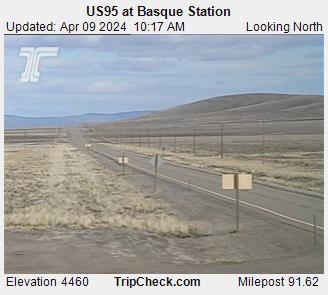 US95 at Basque Station
Updated: Apr 09 2024 10:17 AM Looking North
Elevation 4460 TripCheck.com Milepost 91.62